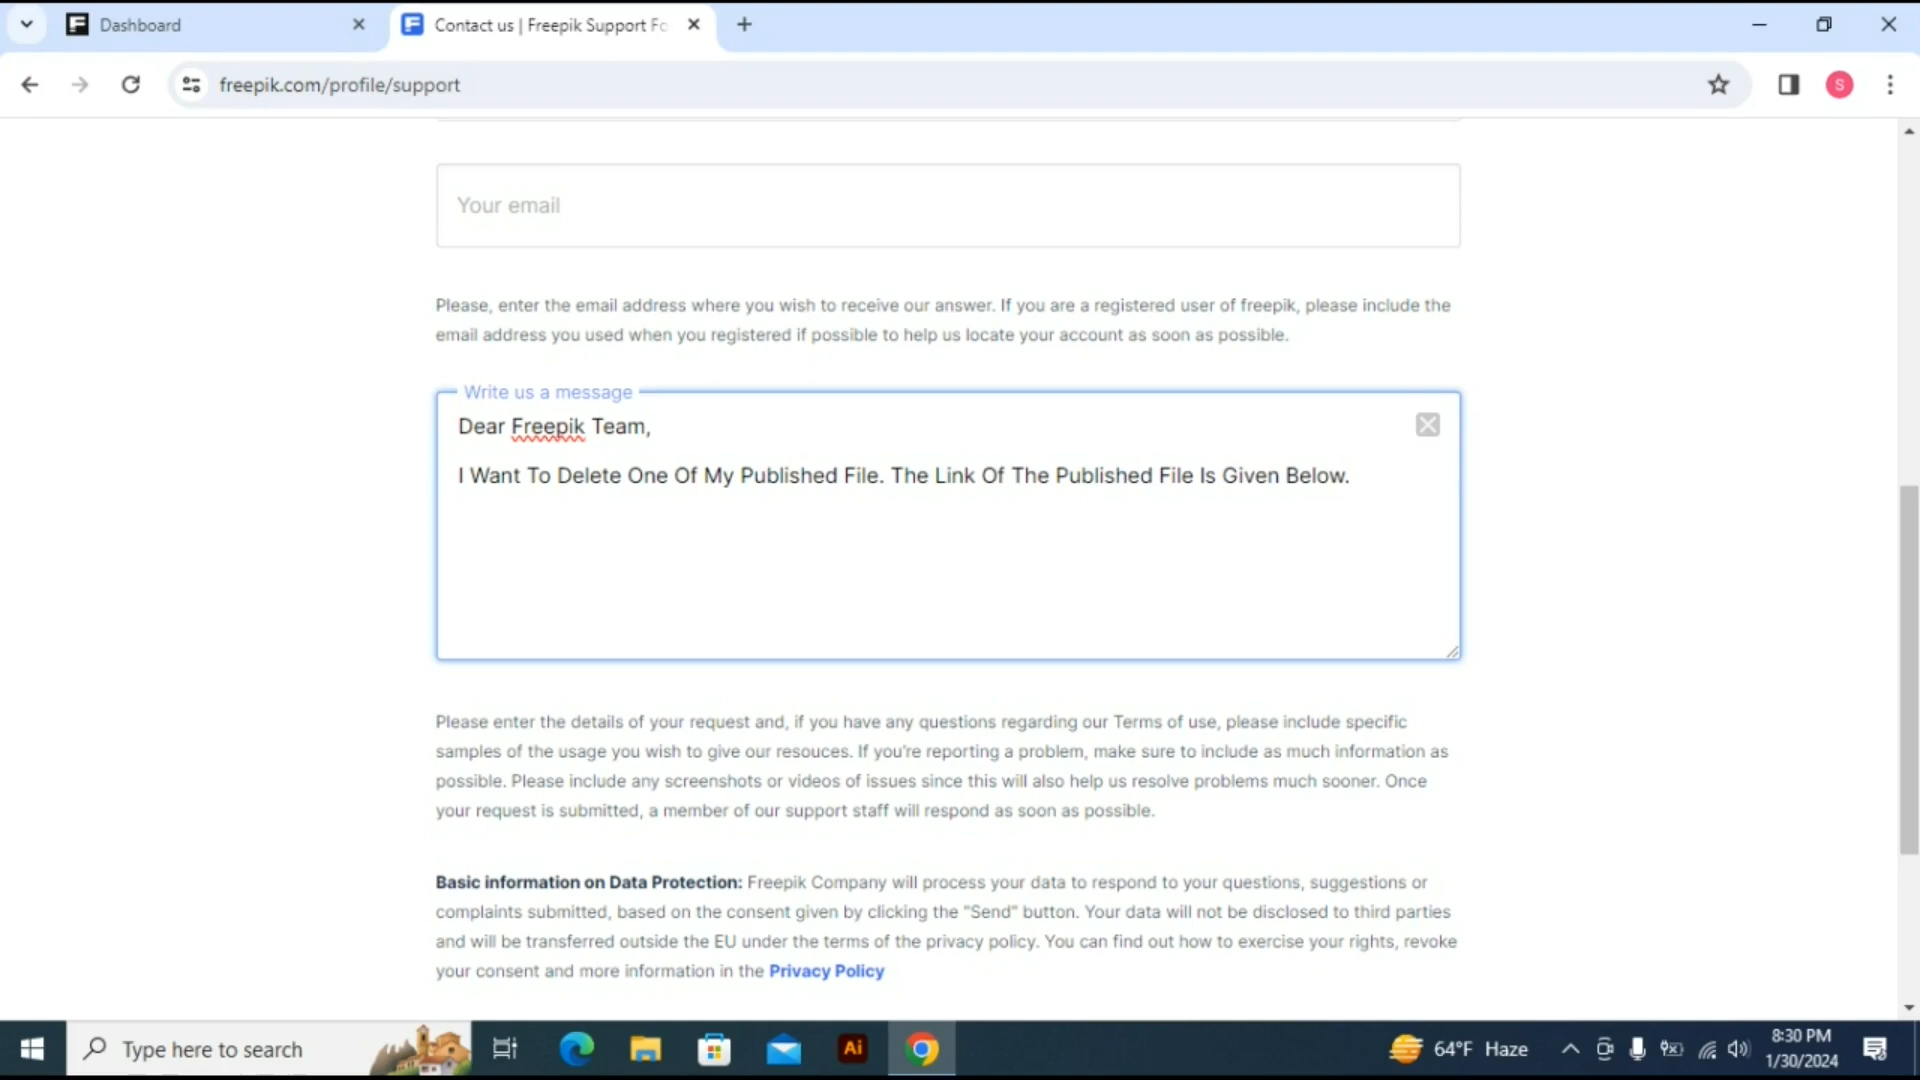 Dashboard
Contact us | Freepik Support Fo
freepik.com/profile/support
S
Your email
Please, enter the email address where you wish to receive our answer. If you are a registered user of freepik, please include the
email address you used when you registered if possible to help us locate your account as soon as possible.
Write us a message
Dear Freepik Team,
I Want To Delete One Of My Published File. The Link Of The Published File Is Given Below.
Please enter the details of your request and, if you have any questions regarding our Terms of use, please include specific
samples of the usage you wish to give our resouces. If you're reporting a problem, make sure to include as much information as
possible. Please include any screenshots or videos of issues since this will also help us resolve problems much sooner. Once
your request is submitted, a member of our support staff will respond as soon as possible.
Basic information on Data Protection: Freepik Company will process your data to respond to your questions, suggestions or
complaints submitted, based on the consent given by clicking the "Send" button. Your data will not be disclosed to third parties
and will be transferred outside the EU under the terms of the privacy policy. You can find out how to exercise your rights, revoke
your consent and more information in the Privacy Policy
Type here to search
Ai
64°F Haze
8:30 PM
1/30/2024